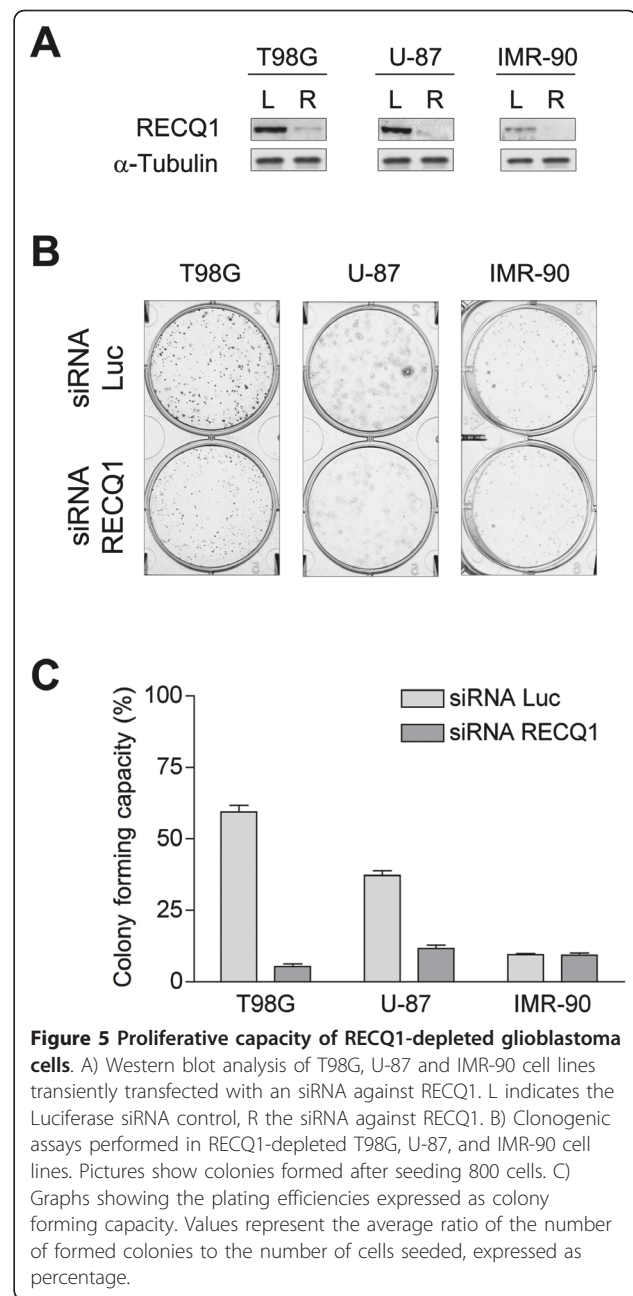 A
T98G U-87 IMR-90
L R L R L R
RECQ1
α-Tubulin
B
T98G U-87 IMR-90
siRNA
Luc
siRNA
RECQ1
2 2 3
5 5 6
C
Colony forming capacity (%)
100
75
50
25
0
siRNA Luc
siRNA RECQ1
T98G U-87 IMR-90
Figure 5 Proliferative capacity of RECQ1-depleted glioblastoma
cells. A) Western blot analysis of T98G, U-87 and IMR-90 cell lines
transiently transfected with an siRNA against RECQ1. L indicates the
Luciferase siRNA control, R the siRNA against RECQ1. B) Clonogenic
assays performed in RECQ1-depleted T98G, U-87, and IMR-90 cell
lines. Pictures show colonies formed after seeding 800 cells. C)
Graphs showing the plating efficiencies expressed as colony
forming capacity. Values represent the average ratio of the number
of formed colonies to the number of cells seeded, expressed as
percentage.